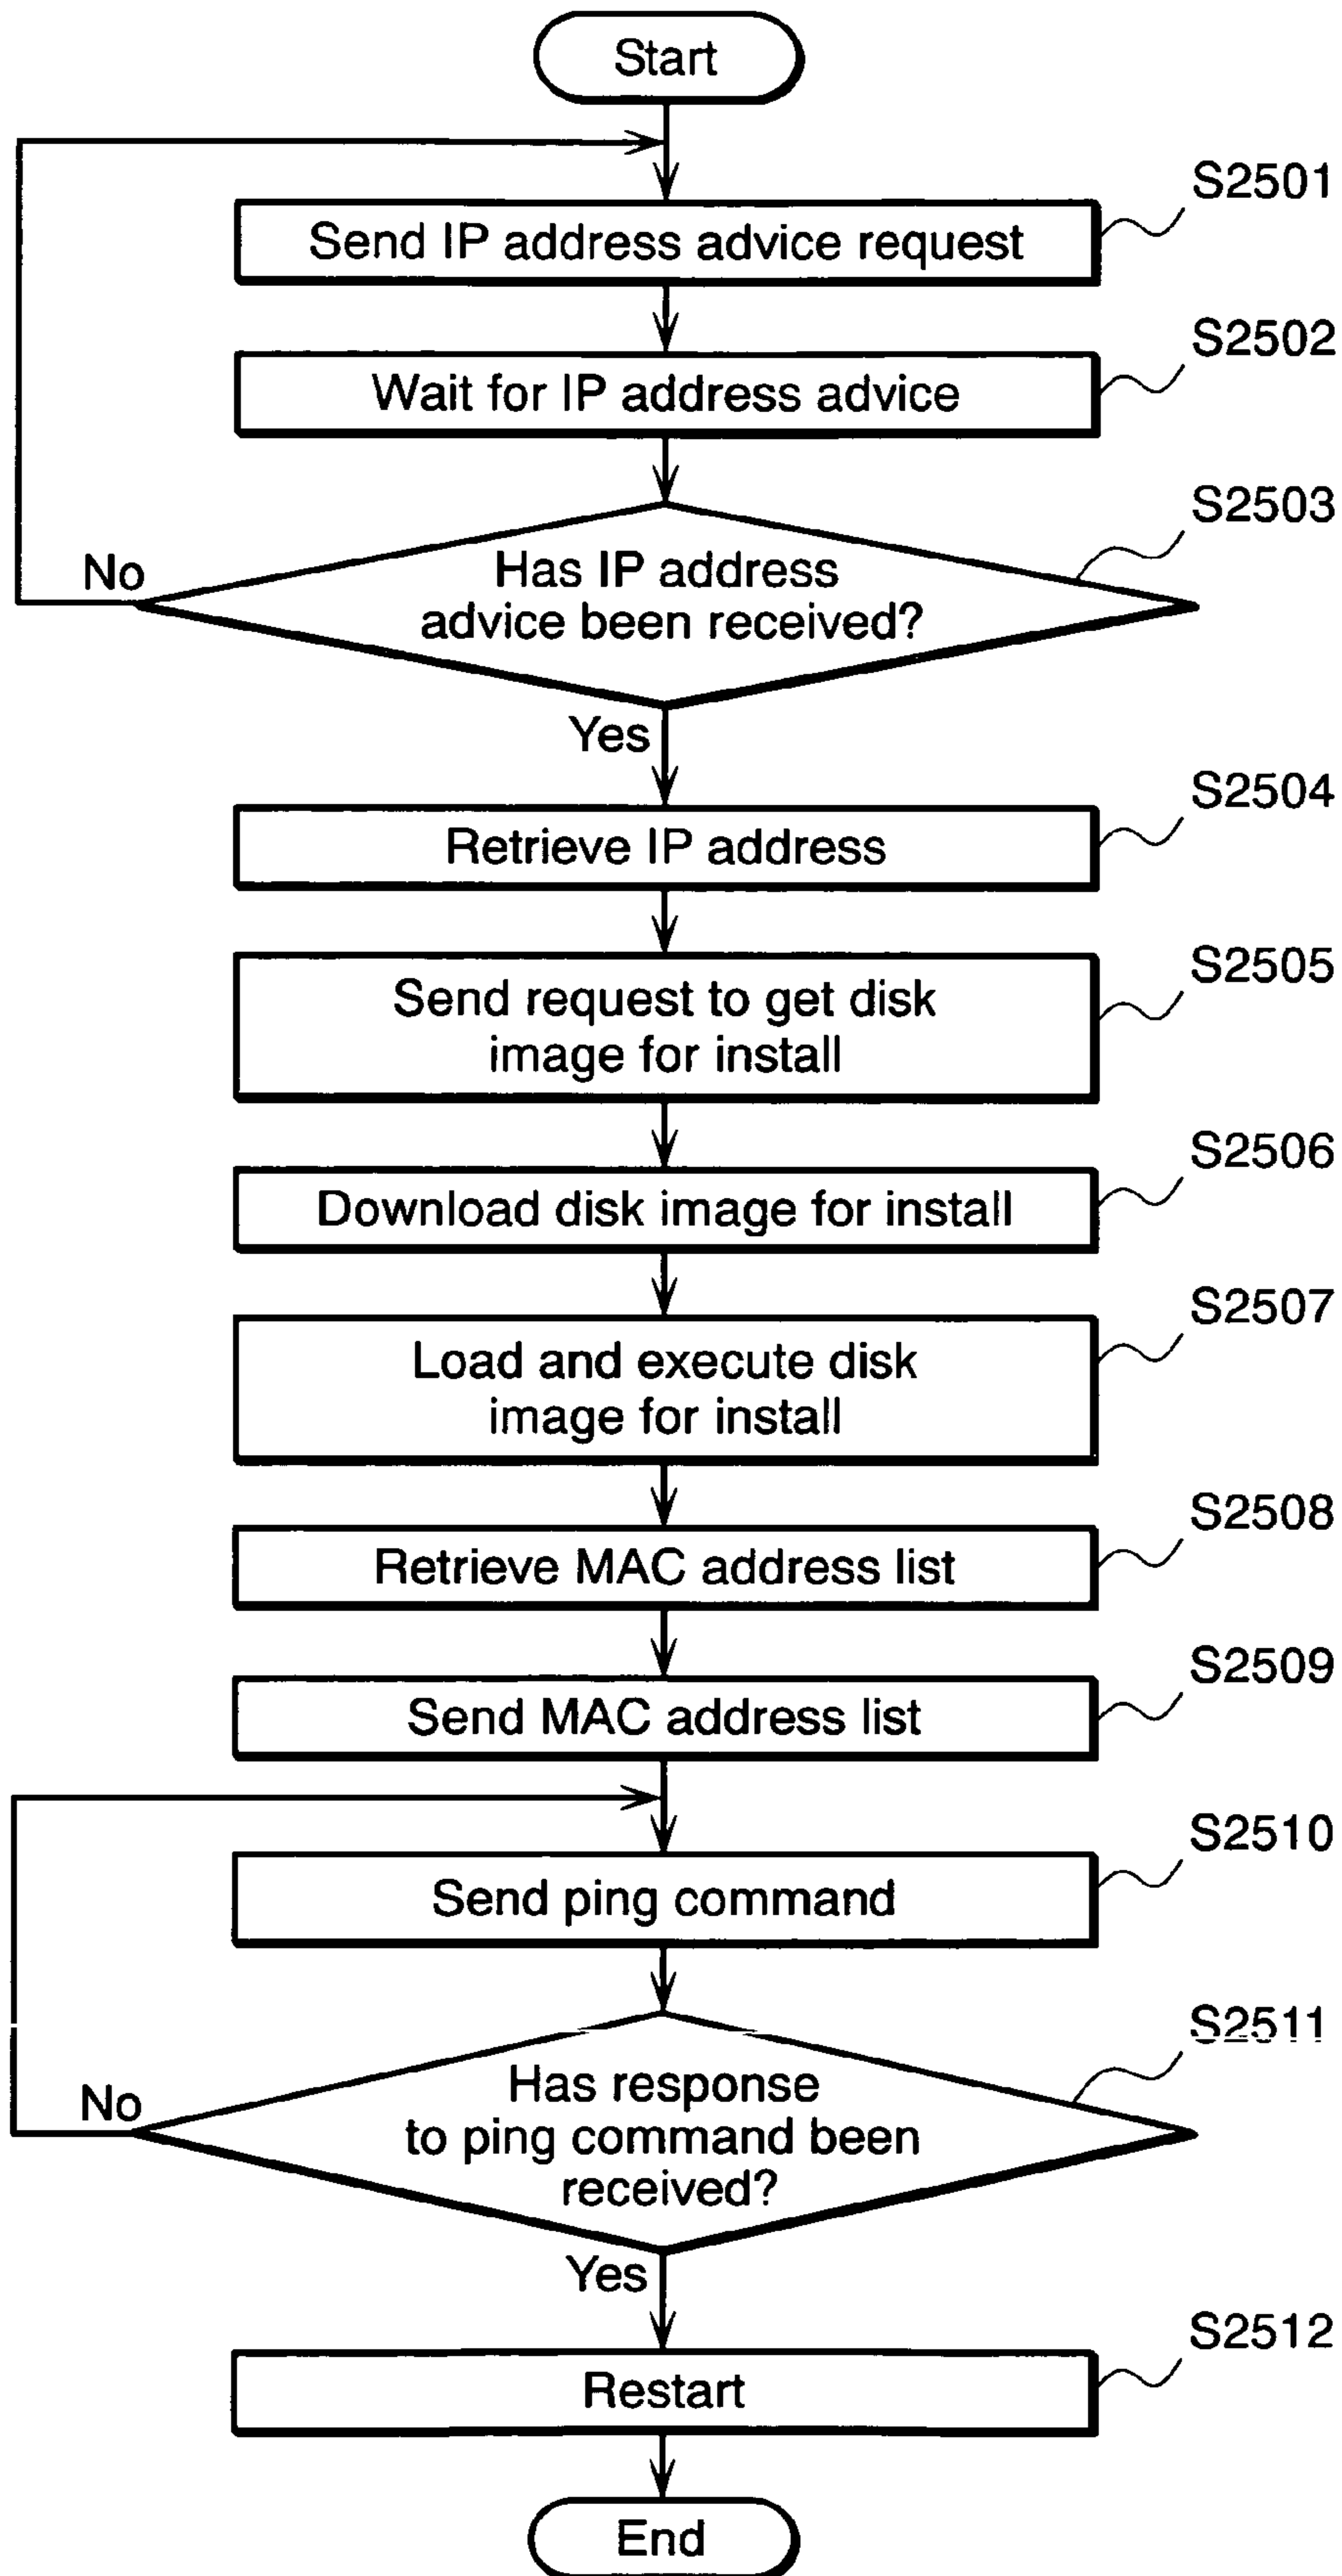 Start
S2501
Send IP address advice request
S2502
Wait for IP address advice
S2503
Has IP address
advice been received?
No
Yes
S2504
Retrieve IP address
S2505
Send request to get disk
image for install
S2506
Download disk image for install
S2507
Load and execute disk
image for install
S2508
Retrieve MAC address list
S2509
Send MAC address list
S2510
Send ping command
S2511
Has response
to ping command been
received?
No
Yes
S2512
Restart
End